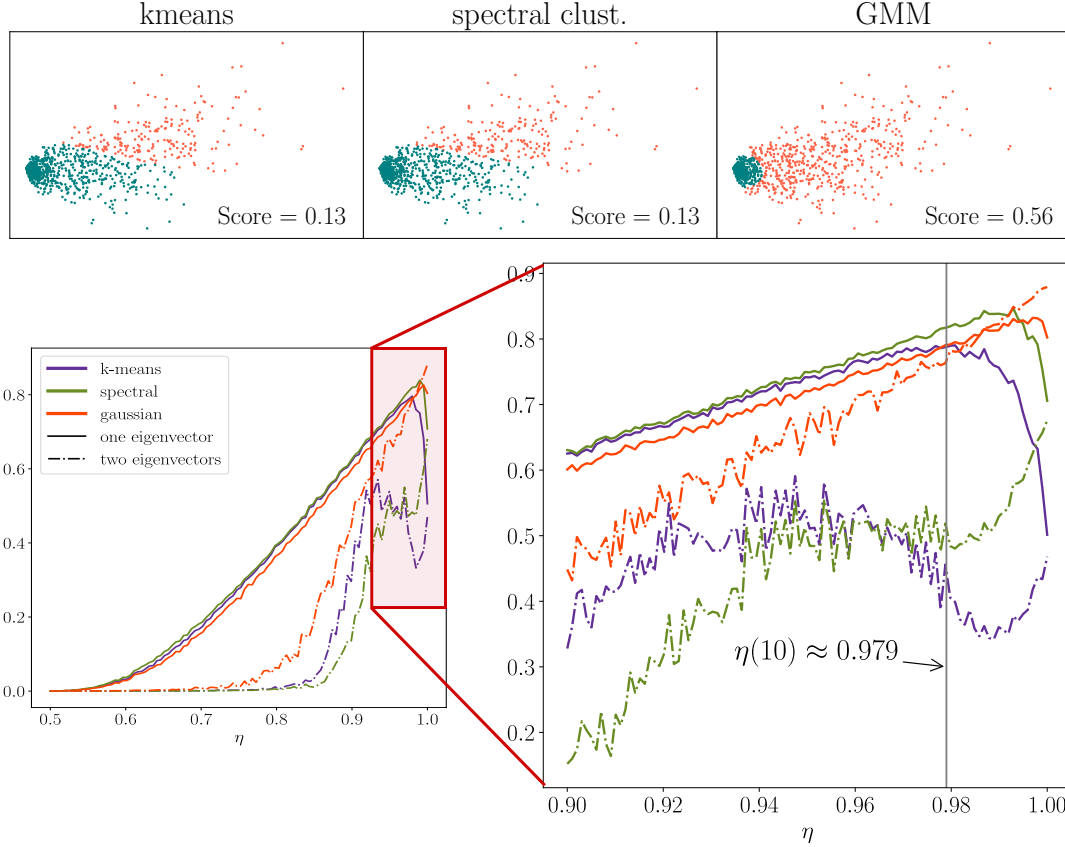 kmeans
spectral clust.
GMM
Score = 0.13
Score = 0.13
Score = 0.56
k-means
spectral
gaussian
one eigenvector
two eigenvectors
0.8
0.6
0.4
0.2
0.0
0.5 0.6 0.7 0.8 0.9 1.0
η
0.9
0.8
0.7
0.6
0.5
0.4
0.3
0.2
η(10) ≈ 0.979
0.90 0.92 0.94 0.96 0.98 1.00
η